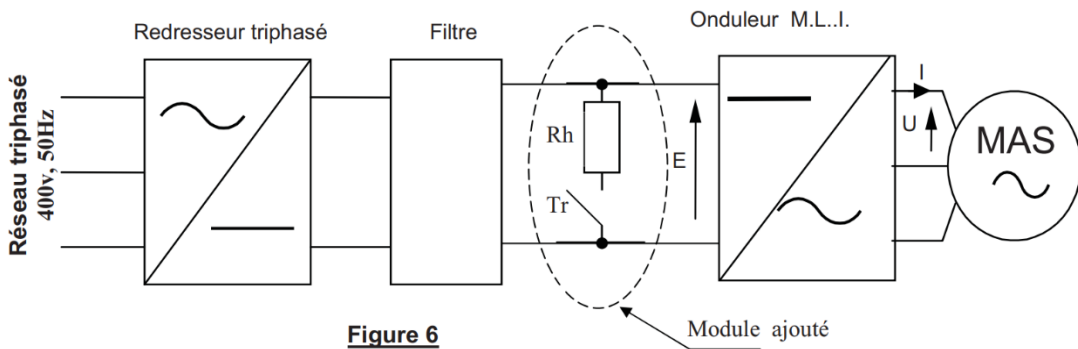 Redresseur triphasé
Filtre
Onduleur M.L..I.
Réseau triphasé
400v, 50Hz
Rh
Tr
E
I
U
MAS
Figure 6
Module ajouté